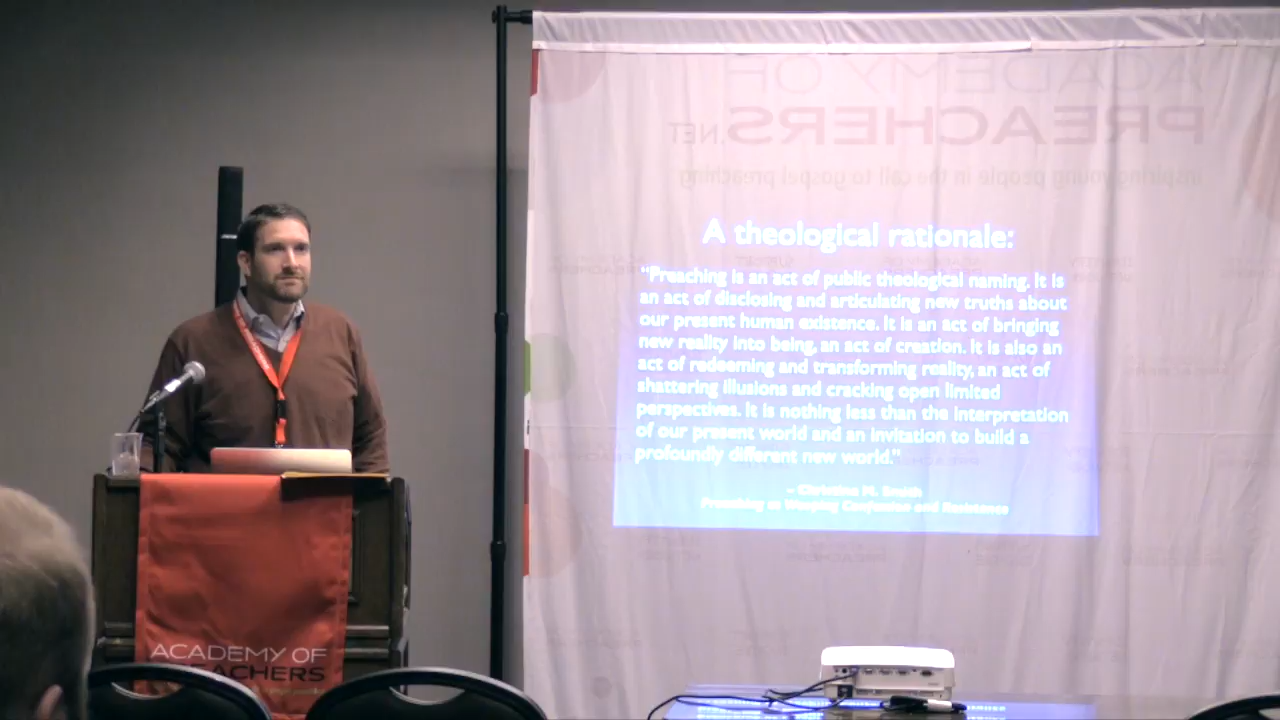 ACADEMY OF
PREACHERS.NET
inspiring young people in the call to gospel preaching
A theological rationale:
"Preaching is an act of public theological naming. It is
an act of disclosing and articulating new truths about
our present human existence. It is an act of bringing
new reality into being, an act of creation. It is also an
act of redeeming and transforming reality, an act of
shattering illusions and cracking open limited
perspectives. It is nothing less than the interpretation
of our present world and an invitation to build a
profoundly different new world."
- Christine M. Smith
Preaching as Weeping Confession and Resistance
ACADEMY OF
PREACHERS